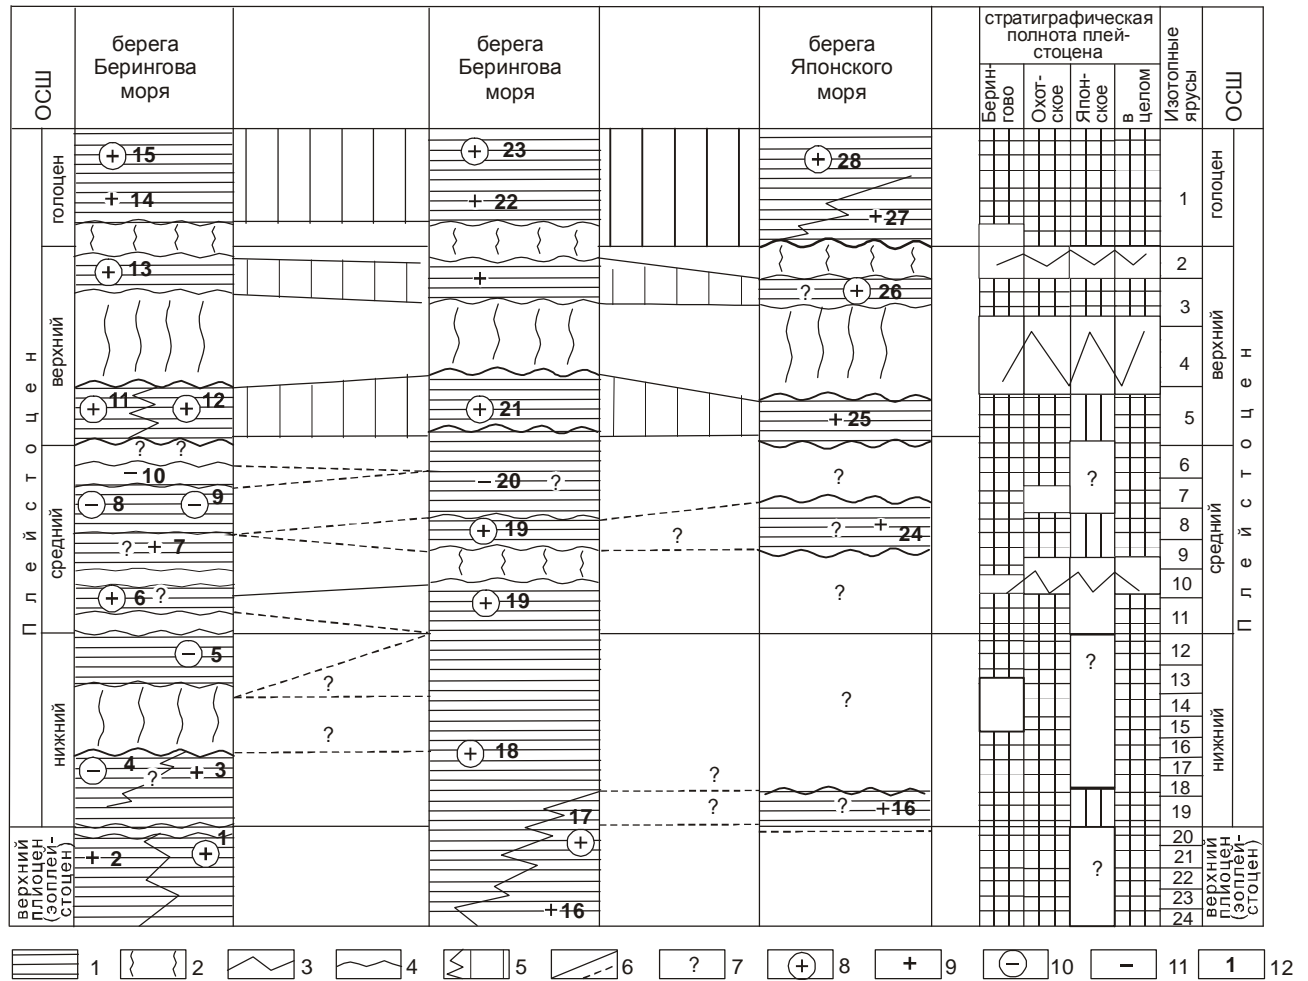 ОСШ
берега
Берингова
моря
берега
Берингова
моря
берега
Японского
моря
стратиграфическая
полнота плей-
стоцена
Берин-
гово
Охот-
ское
Япон-
ское
в
целом
Изотопные
ярусы
ОСШ
Плейстоцен
голоцен
верхний
средний
нижний
верхний
плиоцен
(эоплей-
стоцен)
15
14
13
11
12
? ?
10
8
9
? 7
6 ?
5
4
? 3
1
2
?
?
23
22
21
20 ?
19
19
18
17
16
?
?
?
28
27
? 26
25
?
? 24
?
?
? 16
?
?
?
1
2
3
4
5
6
7
8
9
10
11
12
13
14
15
16
17
18
19
20
21
22
23
24
голоцен
верхний
средний
нижний
верхний
плиоцен
(эоплей-
стоцен)
Плейстоцен
1 2 3 4 5 6 ? 7 8 9 10 11 1 12